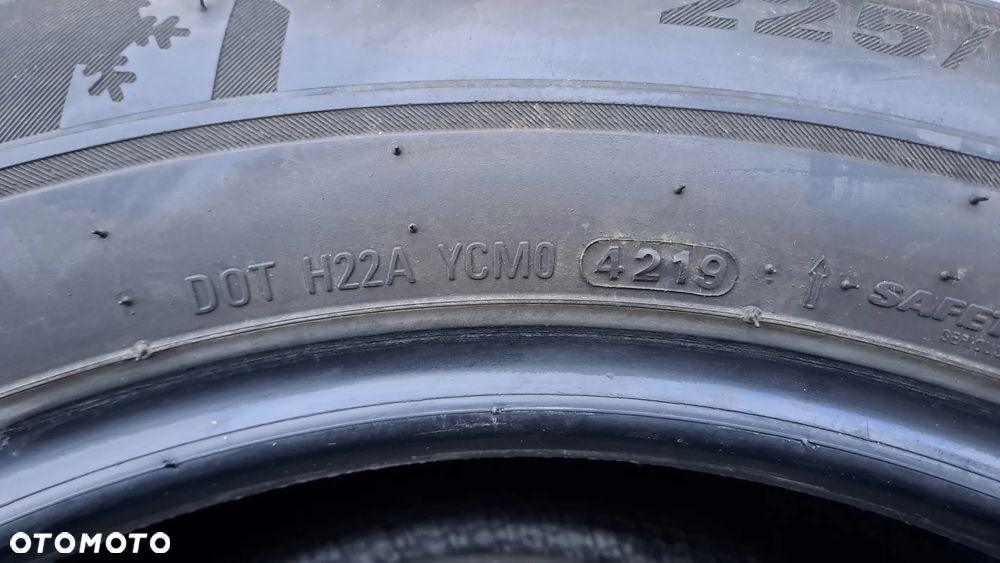 225/
DOT H22A YCM0 4219
SAFET
OTOMOTO